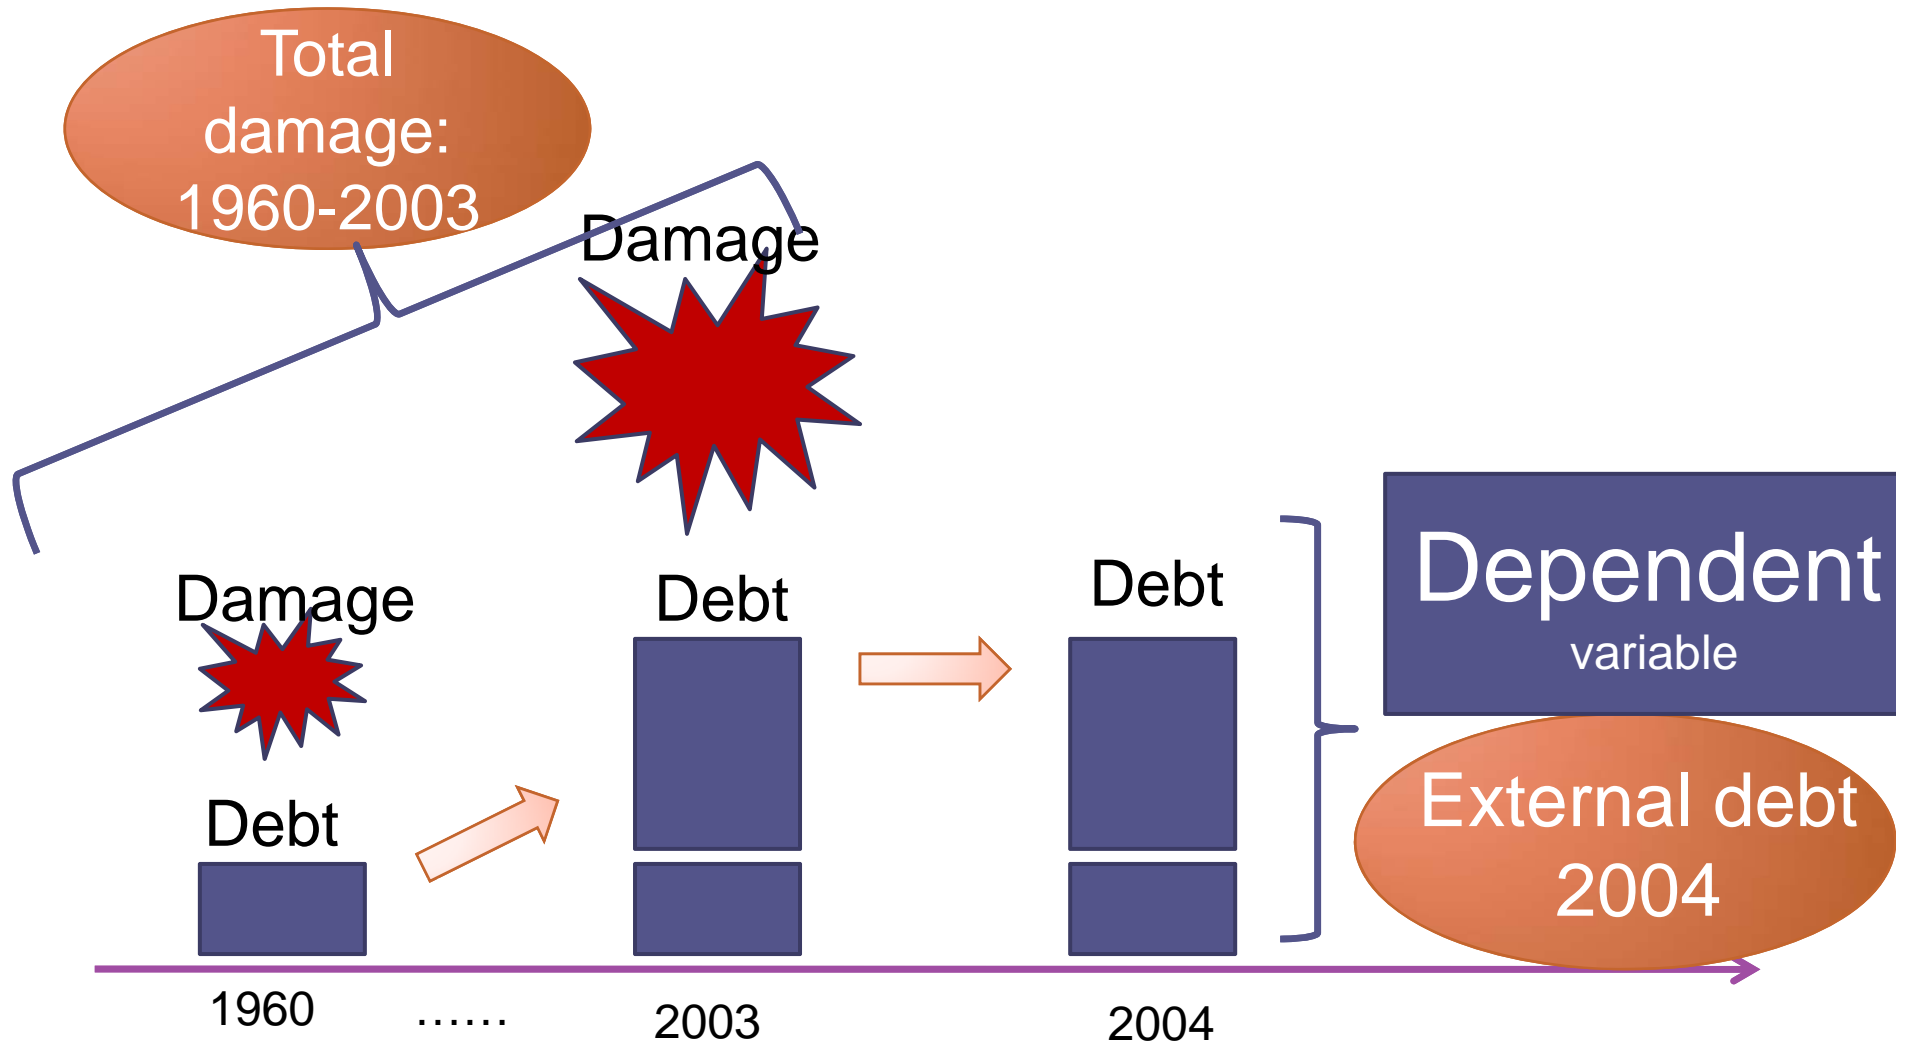 Total
damage:
1960-2003
Damage
Damage
Debt
Debt
Debt
Dependent
variable
External debt
2004
1960
……
2003
2004